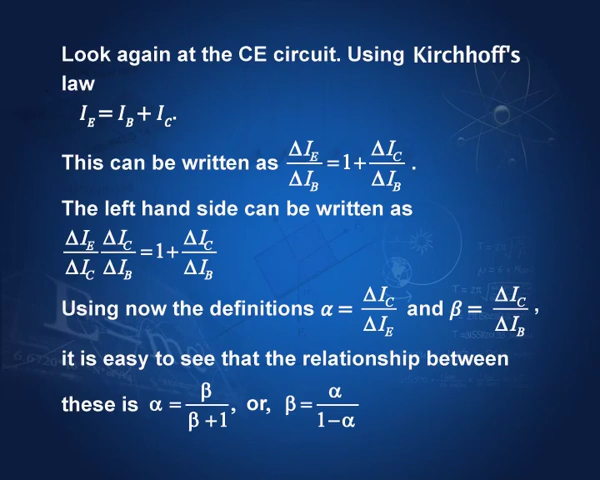 Look again at the CE circuit. Using Kirchhoff's
law
I_E = I_B + I_C.
This can be written as ΔI_E/ΔI_B = 1 + ΔI_C/ΔI_B .
The left hand side can be written as
ΔI_E/ΔI_C ΔI_C/ΔI_B = 1 + ΔI_C/ΔI_B
Using now the definitions α = ΔI_C/ΔI_E and β = ΔI_C/ΔI_B ,
it is easy to see that the relationship between
these is α = β/(β+1), or, β = α/(1−α)